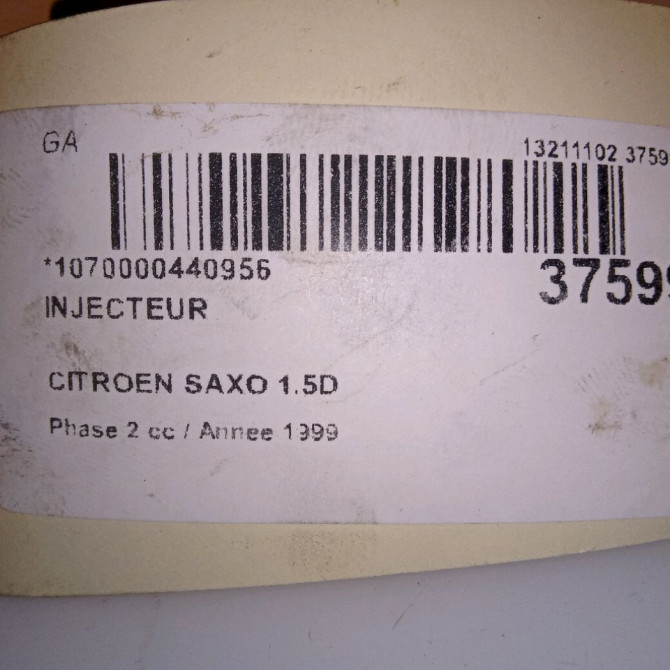 GA
13211102 3759
*1070000440956
3759
INJECTEUR
CITROEN SAXO 1.5D
Phase 2 cc / Annee 1999